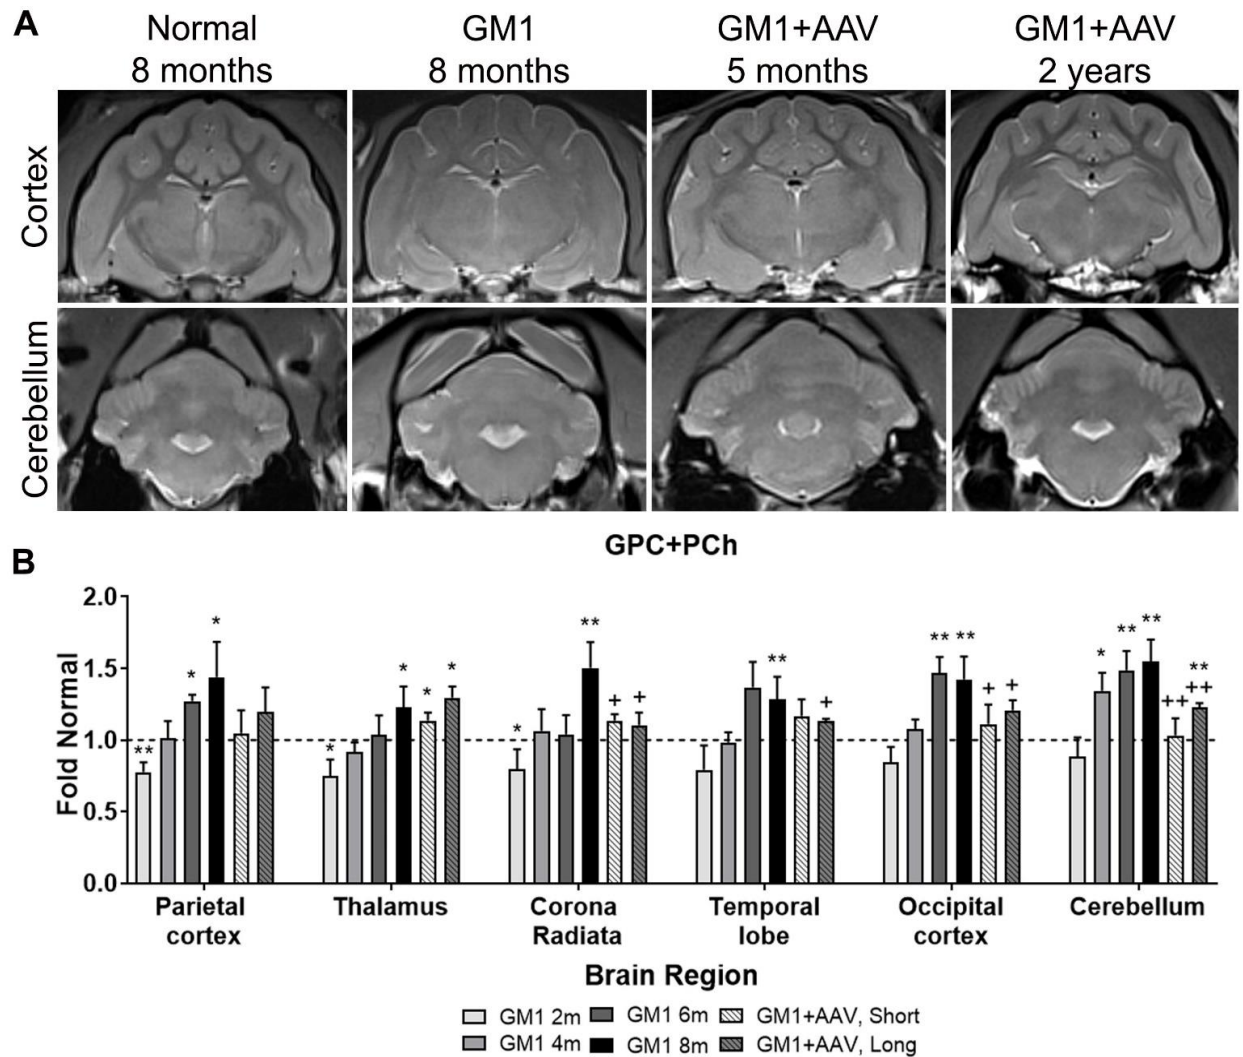 A
Normal
8 months
GM1
8 months
GM1+AAV
5 months
GM1+AAV
2 years
Cortex
Cerebellum
B
GPC+PCh
Fold Normal
2.0
1.5
1.0
0.5
0.0
** * *
* * * *
* ** + +
** +
** ** + +
* ** ** ++ ** ++
Parietal
cortex
Thalamus
Corona
Radiata
Temporal
lobe
Occipital
cortex
Cerebellum
Brain Region
GM1 2m
GM1 6m
GM1+AAV, Short
GM1 4m
GM1 8m
GM1+AAV, Long